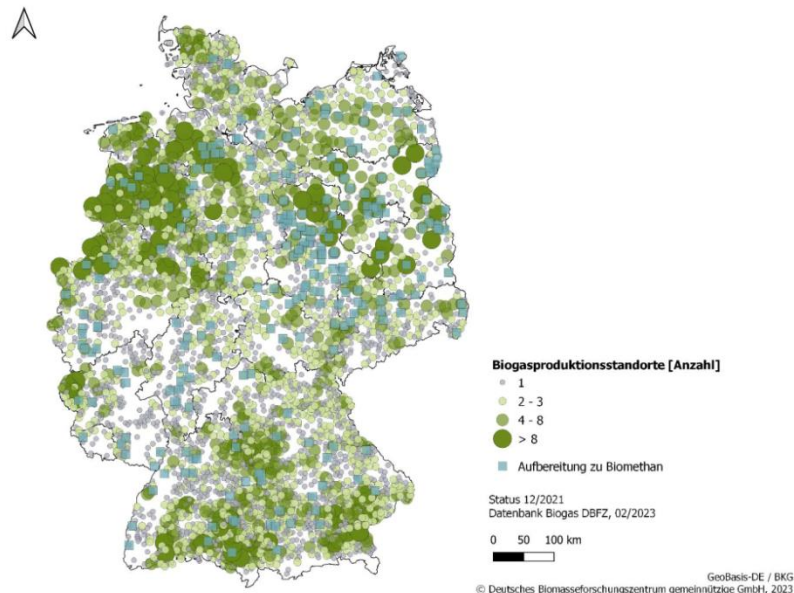 Biogasproduktionsstandorte [Anzahl]
1
2 - 3
4 - 8
> 8
Aufbereitung zu Biomethan
Status 12/2021
Datenbank Biogas DBFZ, 02/2023
0 50 100 km
GeoBasis-DE / BKG
© Deutsches Biomasseforschungszentrum gemeinnützige GmbH, 2023